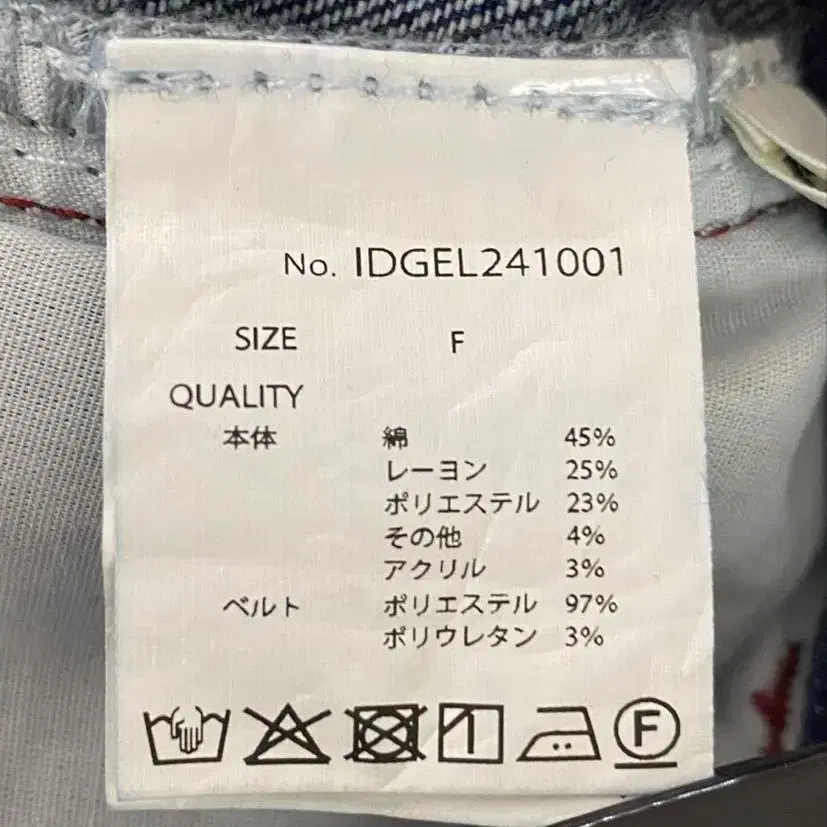 No. IDGEL241001
SIZE F
QUALITY
本体 綿 45%
レーヨン 25%
ポリエステル 23%
その他 4%
アクリル 3%
ベルト ポリエステル 97%
ポリウレタン 3%
F